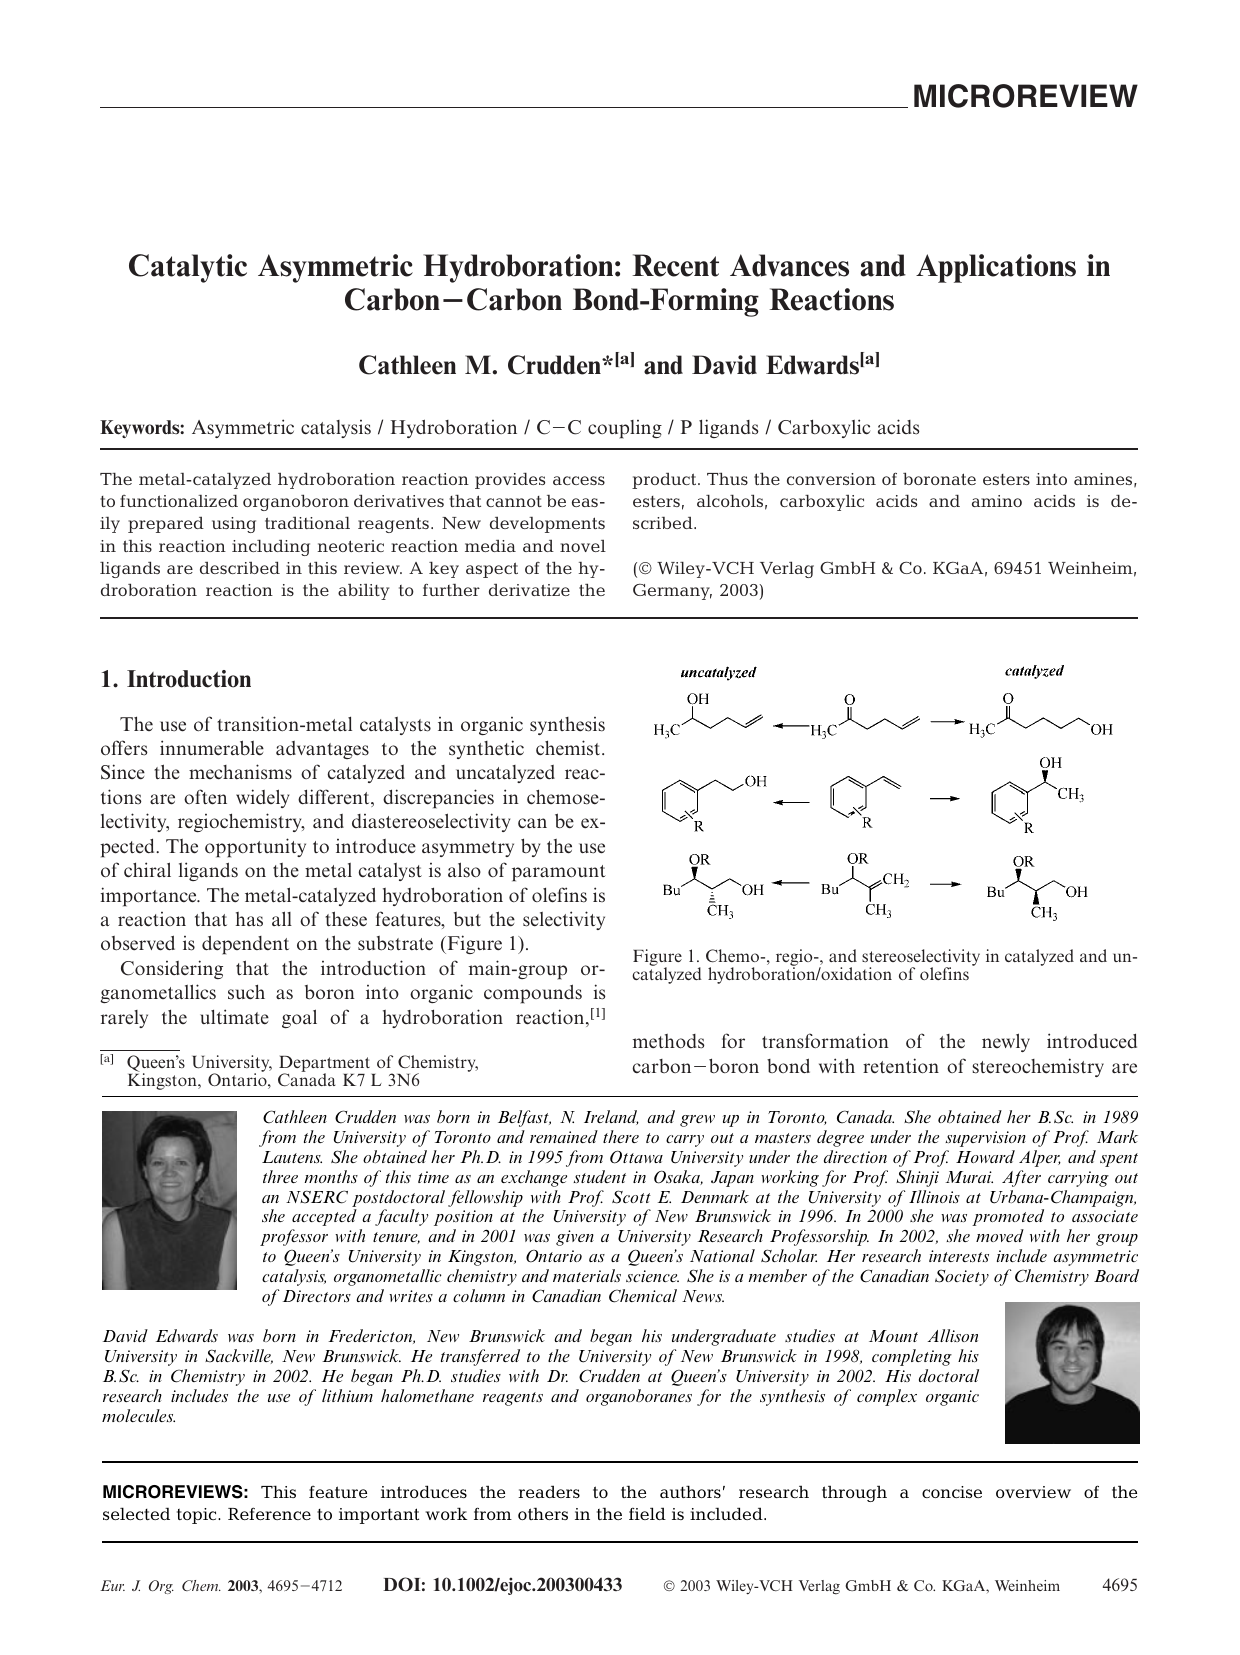 MICROREVIEW
Catalytic Asymmetric Hydroboration: Recent Advances and Applications in
Carbon−Carbon Bond-Forming Reactions
Cathleen M. Crudden*[a] and David Edwards[a]
Keywords: Asymmetric catalysis / Hydroboration / C−C coupling / P ligands / Carboxylic acids
The metal-catalyzed hydroboration reaction provides access
to functionalized organoboron derivatives that cannot be eas-
ily prepared using traditional reagents. New developments
in this reaction including neoteric reaction media and novel
ligands are described in this review. A key aspect of the hy-
droboration reaction is the ability to further derivatize the
product. Thus the conversion of boronate esters into amines,
esters, alcohols, carboxylic acids and amino acids is de-
scribed.
(© Wiley-VCH Verlag GmbH & Co. KGaA, 69451 Weinheim,
Germany, 2003)
1. Introduction
The use of transition-metal catalysts in organic synthesis
offers innumerable advantages to the synthetic chemist.
Since the mechanisms of catalyzed and uncatalyzed reac-
tions are often widely different, discrepancies in chemose-
lectivity, regiochemistry, and diastereoselectivity can be ex-
pected. The opportunity to introduce asymmetry by the use
of chiral ligands on the metal catalyst is also of paramount
importance. The metal-catalyzed hydroboration of olefins is
a reaction that has all of these features, but the selectivity
observed is dependent on the substrate (Figure 1).
Considering that the introduction of main-group or-
ganometallics such as boron into organic compounds is
rarely the ultimate goal of a hydroboration reaction,[1]
[a] Queen's University, Department of Chemistry,
Kingston, Ontario, Canada K7 L 3N6
uncatalyzed catalyzed
OH O O
H3C H3C H3C OH
OH OH
CH3
R R R
OR OR OR
Bu OH Bu CH2 Bu OH
CH3 CH3 CH3
Figure 1. Chemo-, regio-, and stereoselectivity in catalyzed and un-
catalyzed hydroboration/oxidation of olefins
methods for transformation of the newly introduced
carbon−boron bond with retention of stereochemistry are
Cathleen Crudden was born in Belfast, N. Ireland, and grew up in Toronto, Canada. She obtained her B.Sc. in 1989
from the University of Toronto and remained there to carry out a masters degree under the supervision of Prof. Mark
Lautens. She obtained her Ph.D. in 1995 from Ottawa University under the direction of Prof. Howard Alper, and spent
three months of this time as an exchange student in Osaka, Japan working for Prof. Shinji Murai. After carrying out
an NSERC postdoctoral fellowship with Prof. Scott E. Denmark at the University of Illinois at Urbana-Champaign,
she accepted a faculty position at the University of New Brunswick in 1996. In 2000 she was promoted to associate
professor with tenure, and in 2001 was given a University Research Professorship. In 2002, she moved with her group
to Queen's University in Kingston, Ontario as a Queen's National Scholar. Her research interests include asymmetric
catalysis, organometallic chemistry and materials science. She is a member of the Canadian Society of Chemistry Board
of Directors and writes a column in Canadian Chemical News.
David Edwards was born in Fredericton, New Brunswick and began his undergraduate studies at Mount Allison
University in Sackville, New Brunswick. He transferred to the University of New Brunswick in 1998, completing his
B.Sc. in Chemistry in 2002. He began Ph.D. studies with Dr. Crudden at Queen's University in 2002. His doctoral
research includes the use of lithium halomethane reagents and organoboranes for the synthesis of complex organic
molecules.
MICROREVIEWS: This feature introduces the readers to the authors' research through a concise overview of the
selected topic. Reference to important work from others in the field is included.
Eur. J. Org. Chem. 2003, 4695−4712 DOI: 10.1002/ejoc.200300433 © 2003 Wiley-VCH Verlag GmbH & Co. KGaA, Weinheim 4695